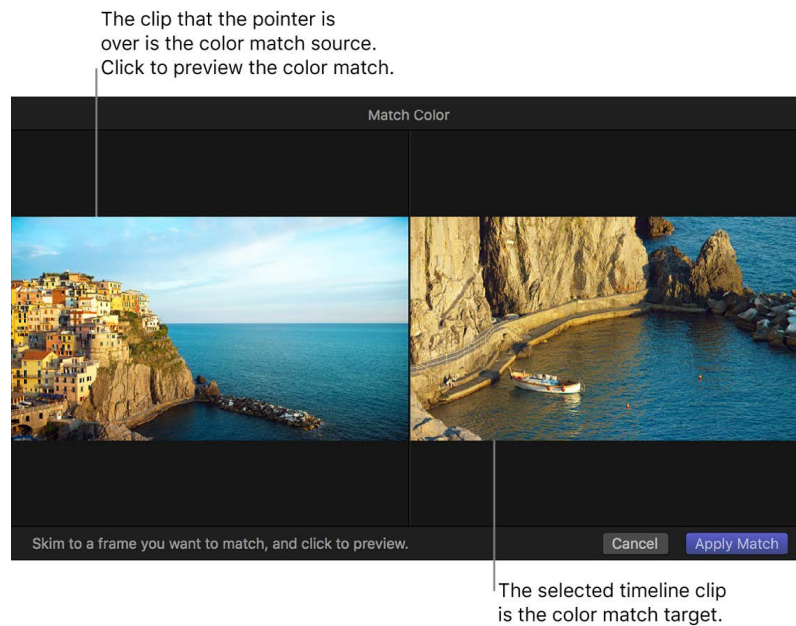 The clip that the pointer is
over is the color match source.
Click to preview the color match.
Match Color
Skim to a frame you want to match, and click to preview.
Cancel
Apply Match
The selected timeline clip
is the color match target.